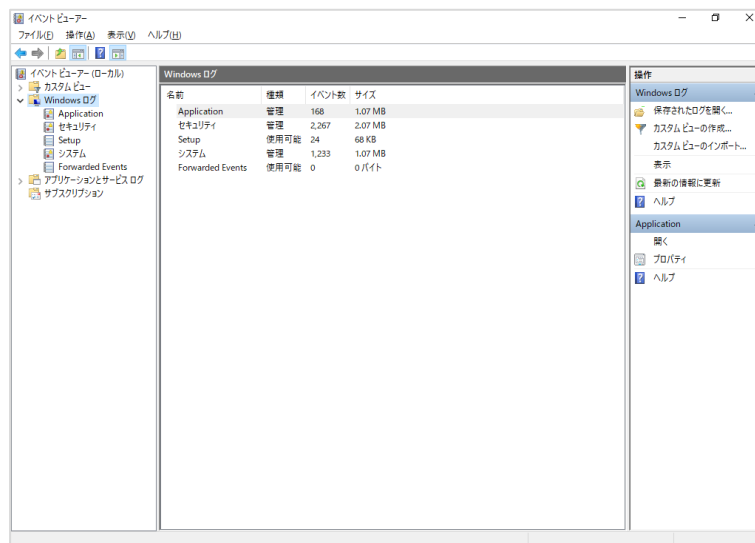 イベント ビューアー
ファイル(F) 操作(A) 表示(V) ヘルプ(H)
イベント ビューアー (ローカル)
カスタム ビュー
Windows ログ
Application
セキュリティ
Setup
システム
Forwarded Events
アプリケーションとサービス ログ
サブスクリプション
Windows ログ
名前 種類 イベント数 サイズ
Application 管理 168 1.07 MB
セキュリティ 管理 2,267 2.07 MB
Setup 使用可能 24 68 KB
システム 管理 1,233 1.07 MB
Forwarded Events 使用可能 0 0 バイト
操作
Windows ログ
保存されたログを開く...
カスタム ビューの作成...
カスタム ビューのインポート...
表示
最新の情報に更新
ヘルプ
Application
開く
プロパティ
ヘルプ